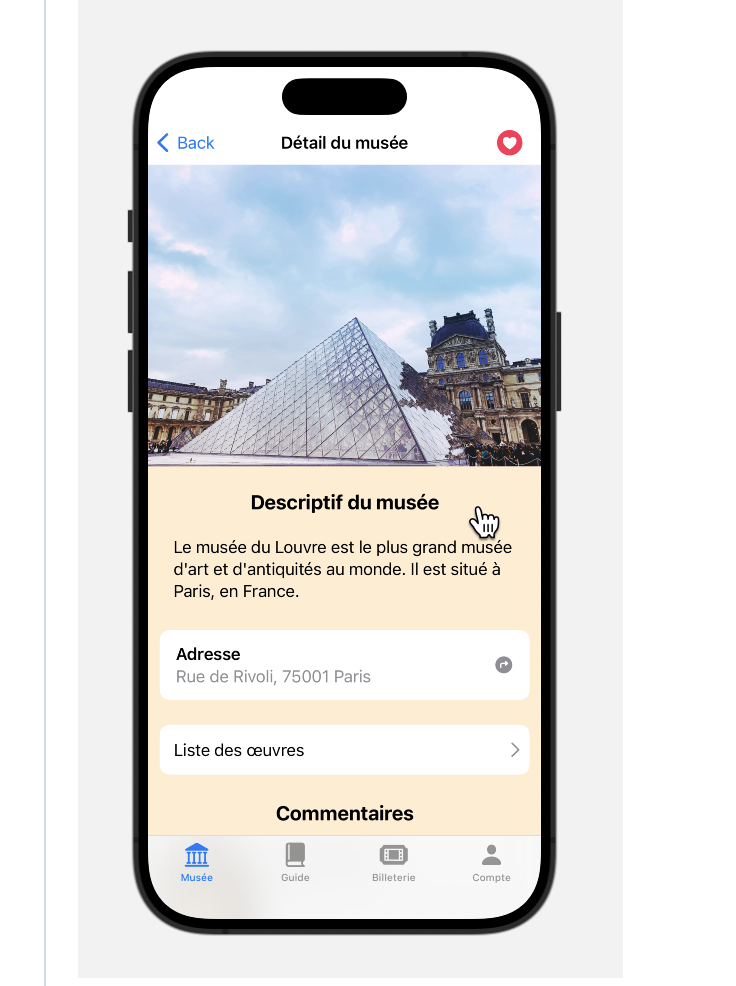 Back
Détail du musée
Descriptif du musée
Le musée du Louvre est le plus grand musée
d'art et d'antiquités au monde. Il est situé à
Paris, en France.
Adresse
Rue de Rivoli, 75001 Paris
Liste des œuvres
Commentaires
Musée
Guide
Billeterie
Compte